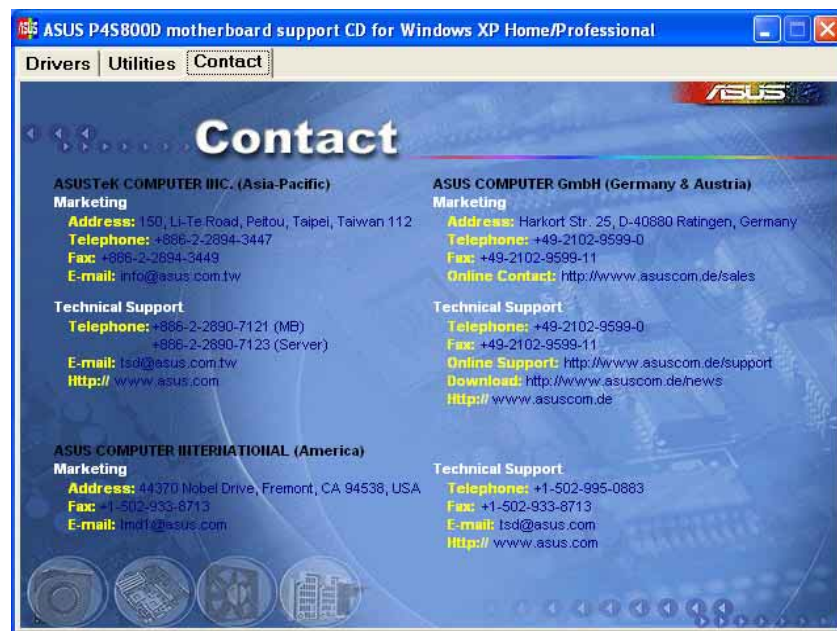 ASUS P4S800D motherboard support CD for Windows XP Home/Professional
Drivers Utilities Contact
ASUS
Contact
ASUSTeK COMPUTER INC. (Asia-Pacific)
Marketing
Address: 150, Li-Te Road, Peitou, Taipei, Taiwan 112
Telephone: +886-2-2894-3447
Fax: +886-2-2894-3449
E-mail: info@asus.com.tw
Technical Support
Telephone: +886-2-2890-7121 (MB)
+886-2-2890-7123 (Server)
E-mail: tsd@asus.com.tw
Http:// www.asus.com
ASUS COMPUTER GmbH (Germany & Austria)
Marketing
Address: Harkort Str. 25, D-40880 Ratingen, Germany
Telephone: +49-2102-9599-0
Fax: +49-2102-9599-11
Online Contact: http://www.asuscom.de/sales
Technical Support
Telephone: +49-2102-9599-0
Fax: +49-2102-9599-11
Online Support: http://www.asuscom.de/support
Download: http://www.asuscom.de/news
Http:// www.asuscom.de
ASUS COMPUTER INTERNATIONAL (America)
Marketing
Address: 44370 Nobel Drive, Fremont, CA 94538, USA
Fax: +1-502-933-8713
E-mail: tmd1@asus.com
Technical Support
Telephone: +1-502-995-0883
Fax: +1-502-933-8713
E-mail: tsd@asus.com
Http:// www.asus.com